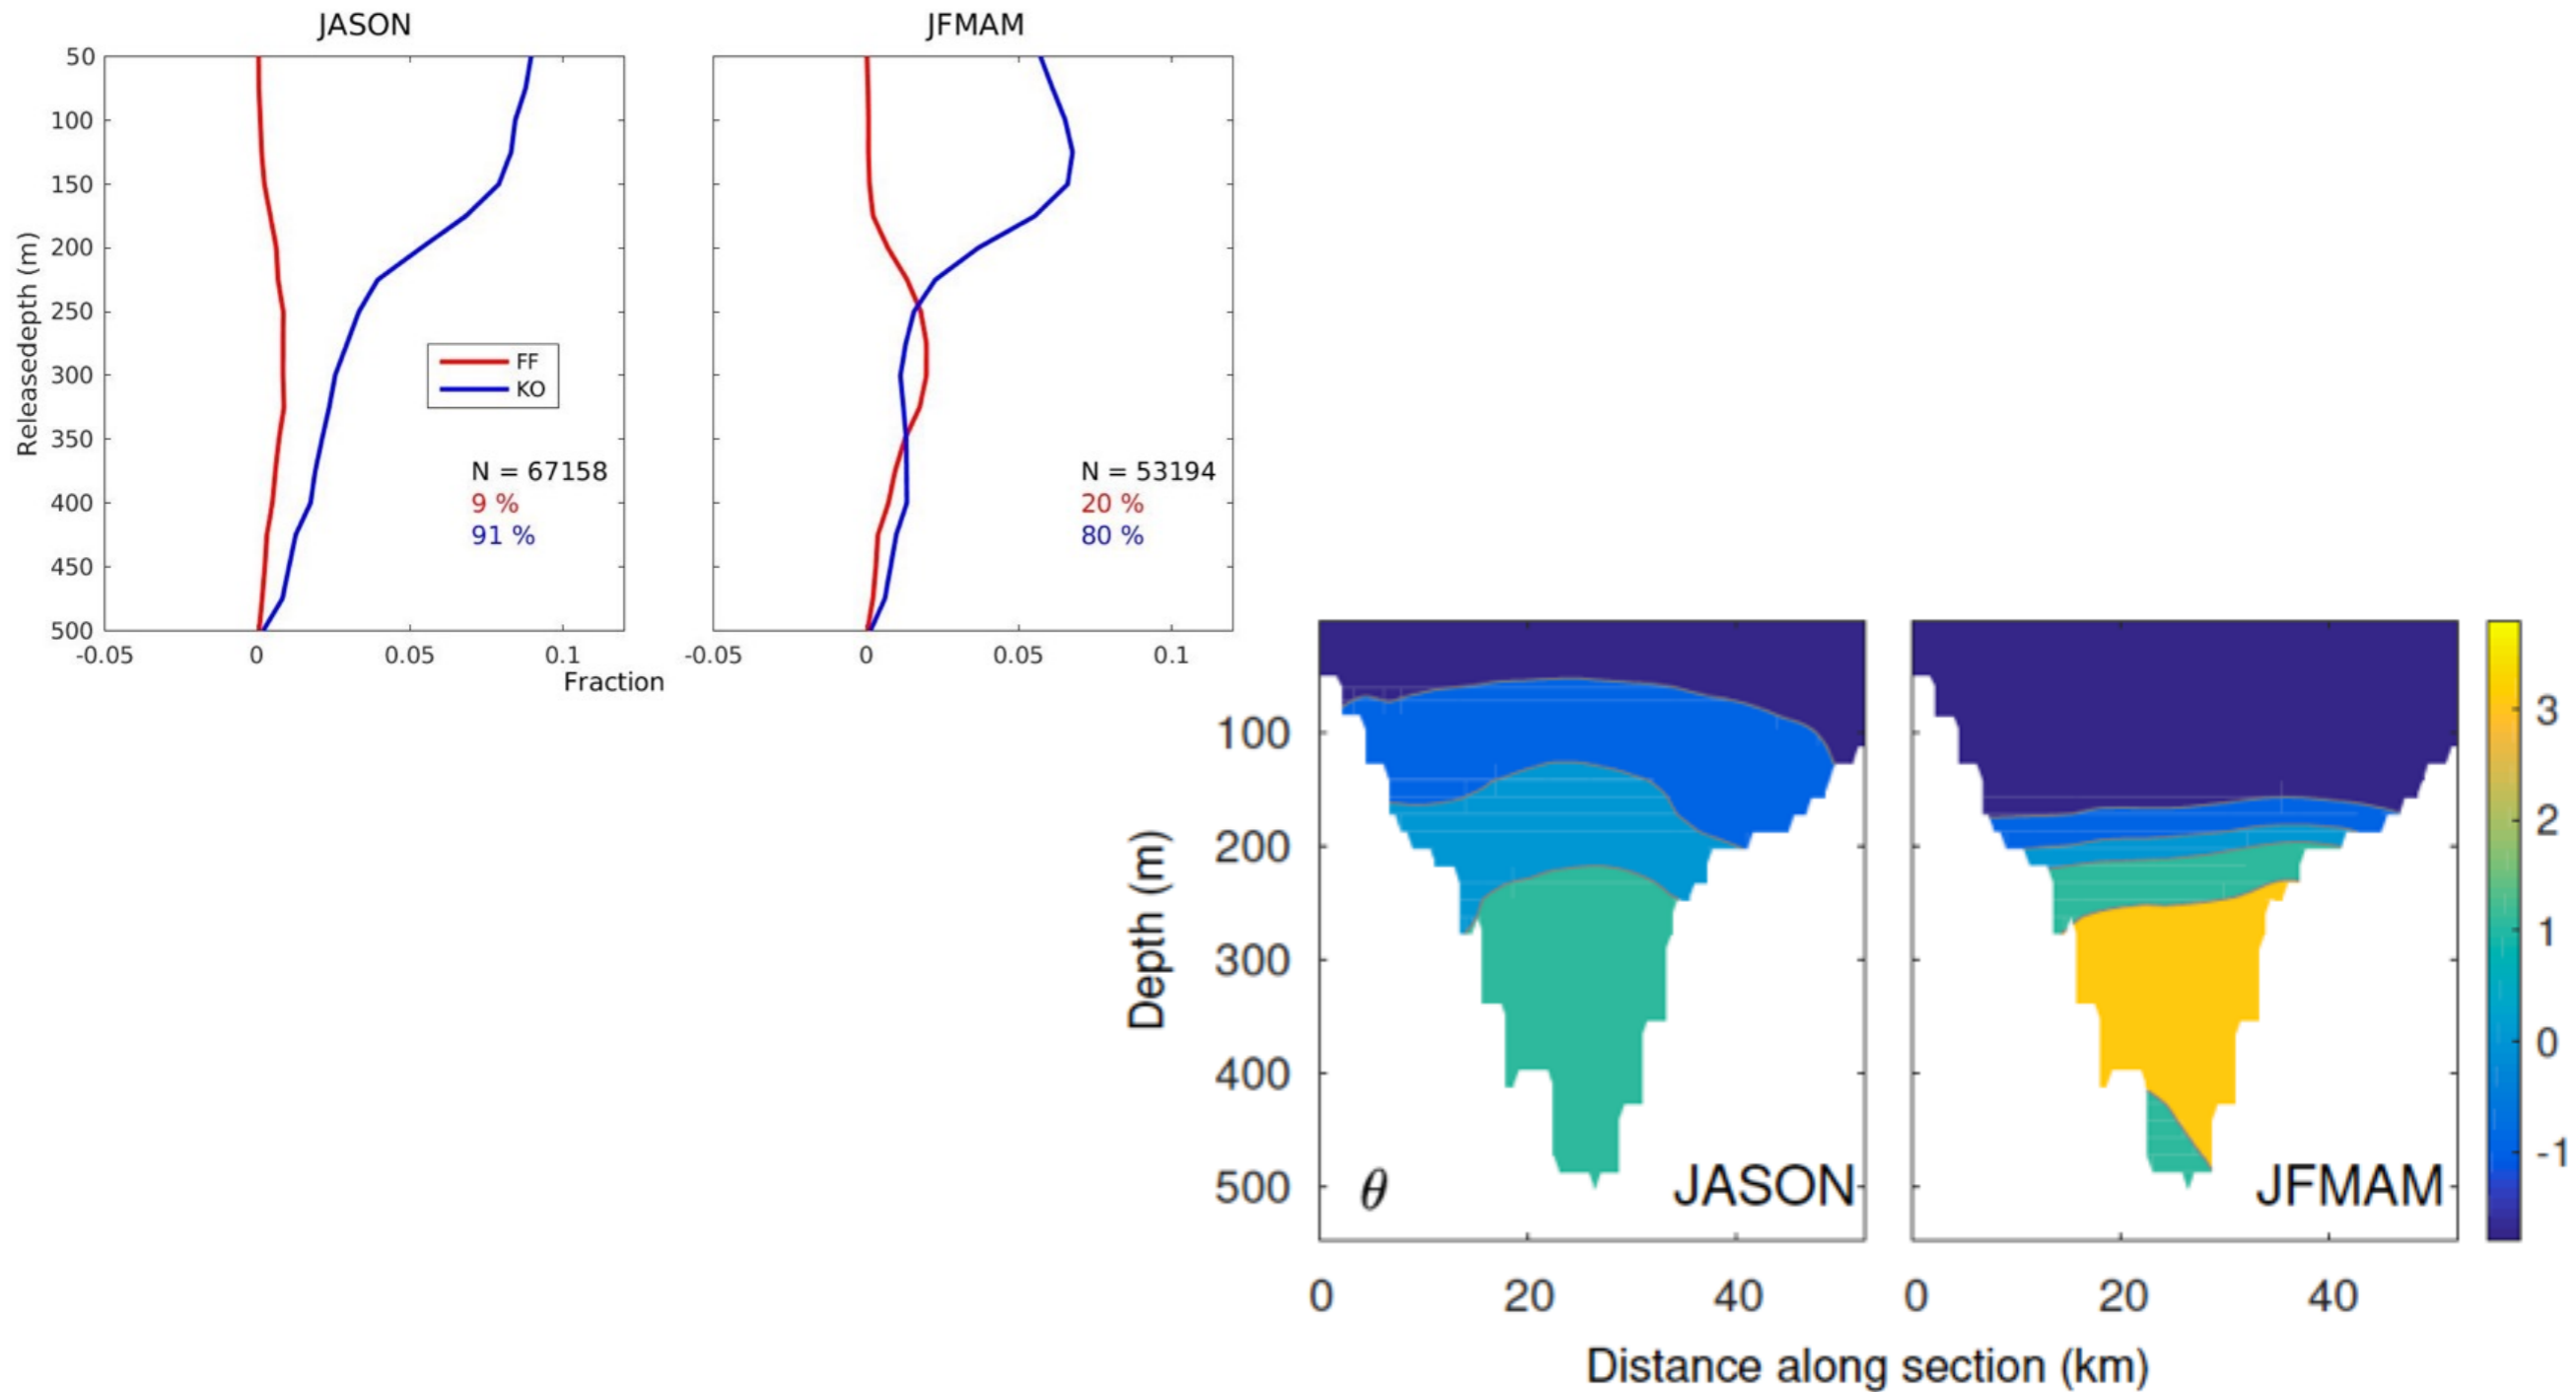 JASON
JFMAM
50
100
150
200
250
300
350
400
450
500
Releasedepth (m)
FF
KO
N = 67158
9 %
91 %
N = 53194
20 %
80 %
-0.05 0 0.05 0.1
-0.05 0 0.05 0.1
Fraction
100
200
300
400
500
Depth (m)
θ
JASON
JFMAM
3
2
1
0
-1
0 20 40
0 20 40
Distance along section (km)